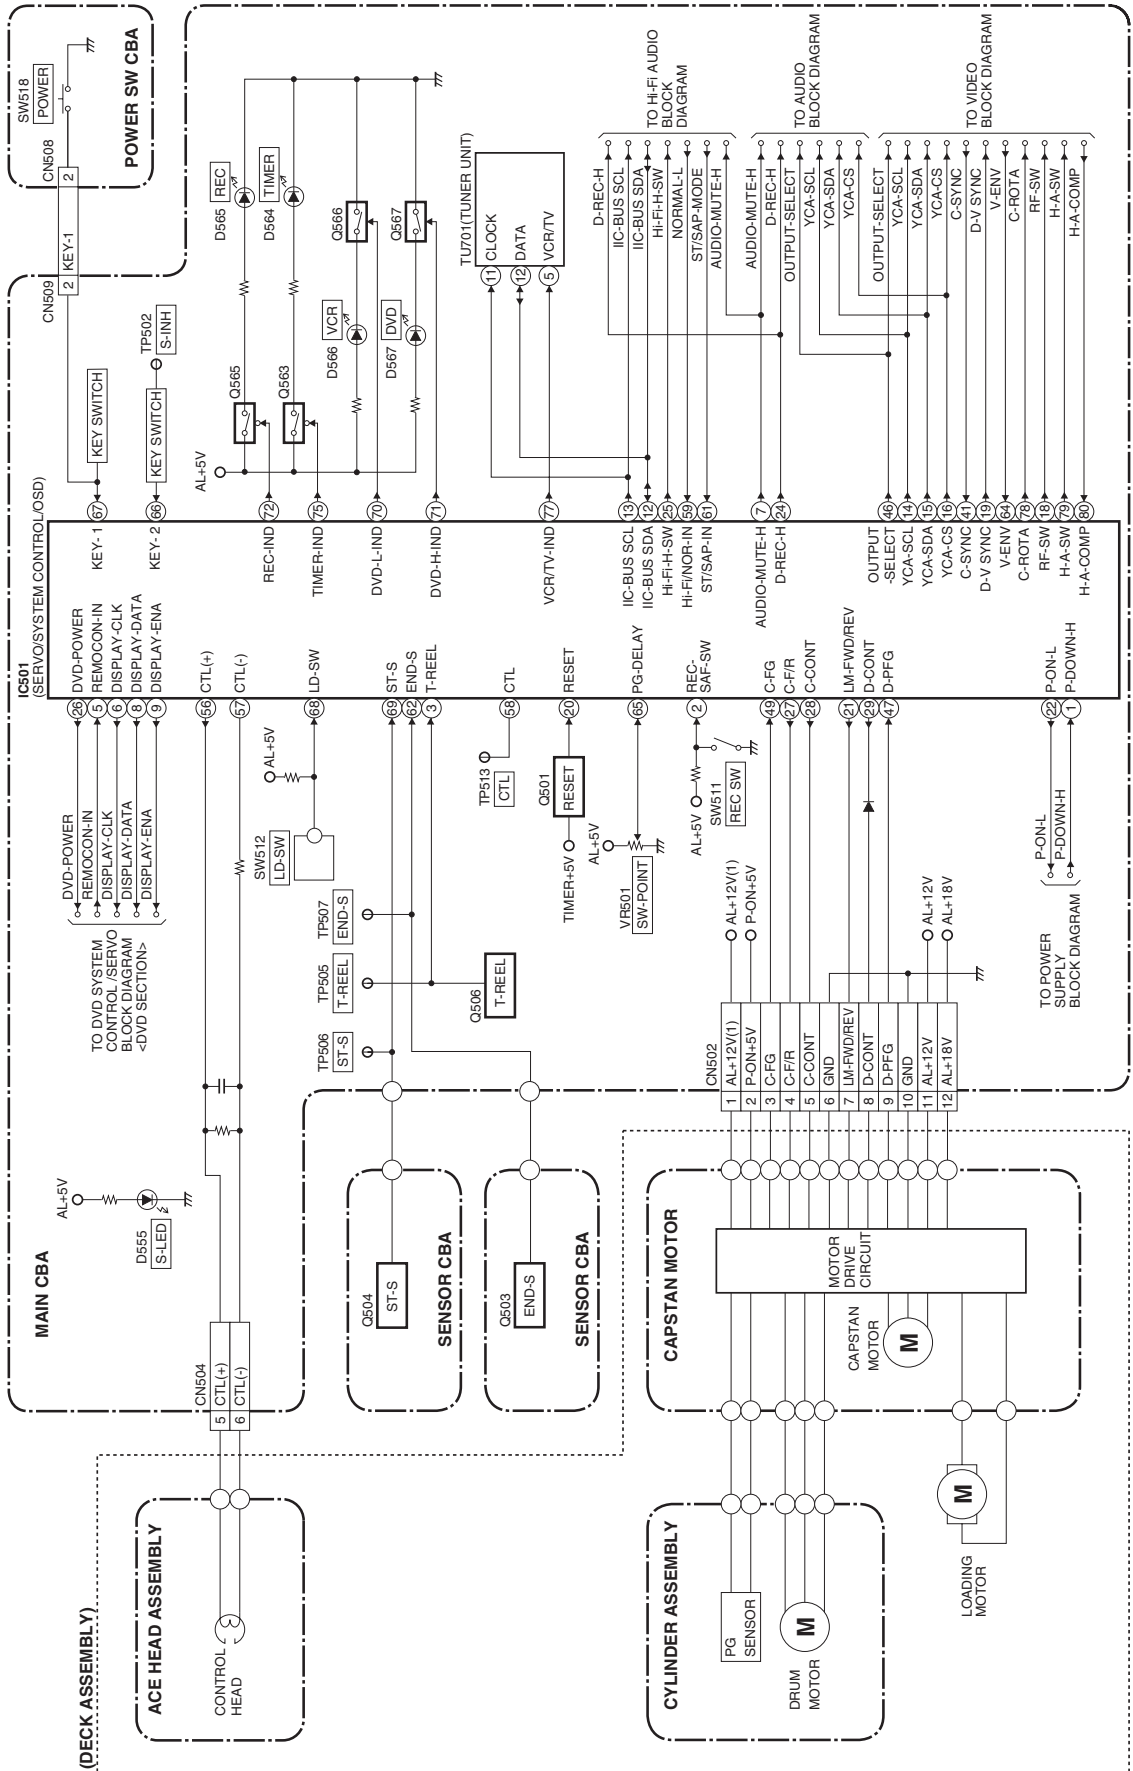 (DECK ASSEMBLY)
ACE HEAD ASSEMBLY
CONTROL
HEAD
CYLINDER ASSEMBLY
PG
SENSOR
DRUM
MOTOR
M
LOADING
MOTOR
M
CAPSTAN MOTOR
MOTOR
DRIVE
CIRCUIT
CAPSTAN
MOTOR
M
SENSOR CBA
Q504
ST-S
SENSOR CBA
Q503
END-S
MAIN CBA
CN504
5 CTL(+)
6 CTL(-)
AL+5V
D555
S-LED
TO DVD SYSTEM
CONTROL /SERVO
BLOCK DIAGRAM
<DVD SECTION>
DVD-POWER
REMOCON-IN
DISPLAY-CLK
DISPLAY-DATA
DISPLAY-ENA
SW512
LD-SW
AL+5V
TP506
ST-S
TP505
T-REEL
TP507
END-S
Q506
T-REEL
TP513
CTL
Q501
RESET
TIMER+5V
AL+5V
VR501
SW-POINT
AL+5V
SW511
REC SW
CN502
1 AL+12V(1)
2 P-ON+5V
3 C-FG
4 C-F/R
5 C-CONT
6 GND
7 LM-FWD/REV
8 D-CONT
9 D-PFG
10 GND
11 AL+12V
12 AL+18V
AL+12V(1)
P-ON+5V
AL+12V
AL+18V
TO POWER
SUPPLY
BLOCK DIAGRAM
P-ON-L
P-DOWN-H
IC501
(SERVO/SYSTEM CONTROL/OSD)
26 DVD-POWER
5 REMOCON-IN
6 DISPLAY-CLK
8 DISPLAY-DATA
9 DISPLAY-ENA
56 CTL(+)
57 CTL(-)
68 LD-SW
69 ST-S
62 END-S
3 T-REEL
58 CTL
20 RESET
65 PG-DELAY
2 REC-
SAF-SW
49 C-FG
27 C-F/R
28 C-CONT
21 LM-FWD/REV
29 D-CONT
47 D-PFG
22 P-ON-L
1 P-DOWN-H
KEY- 1 67
KEY- 2 66
REC-IND 72
TIMER-IND 75
DVD-L-IND 70
DVD-H-IND 71
VCR/TV-IND 77
IIC-BUS SCL 13
IIC-BUS SDA 12
Hi-Fi-H-SW 25
Hi-Fi/NOR-IN 59
ST/SAP-IN 61
AUDIO-MUTE-H 7
D-REC-H 24
OUTPUT
-SELECT 46
YCA-SCL 14
YCA-SDA 15
YCA-CS 16
C-SYNC 41
D-V SYNC 19
V-ENV 64
C-ROTA 78
RF-SW 18
H-A-SW 79
H-A-COMP 80
KEY SWITCH
KEY SWITCH
TP502
S-INH
CN509
2 KEY-1 2
CN508
SW518
POWER
POWER SW CBA
AL+5V
Q565
D565
REC
Q563
D564
TIMER
D566
VCR
Q566
D567
DVD
Q567
TU701(TUNER UNIT)
11 CLOCK
12 DATA
5 VCR/TV
D-REC-H
IIC-BUS SCL
IIC-BUS SDA
Hi-Fi-H-SW
NORMAL-L
ST/SAP-MODE
AUDIO-MUTE-H
TO Hi-Fi AUDIO
BLOCK
DIAGRAM
AUDIO-MUTE-H
D-REC-H
OUTPUT-SELECT
YCA-SCL
YCA-SDA
YCA-CS
TO AUDIO
BLOCK DIAGRAM
OUTPUT-SELECT
YCA-SCL
YCA-SDA
YCA-CS
C-SYNC
D-V SYNC
V-ENV
C-ROTA
RF-SW
H-A-SW
H-A-COMP
TO VIDEO
BLOCK DIAGRAM